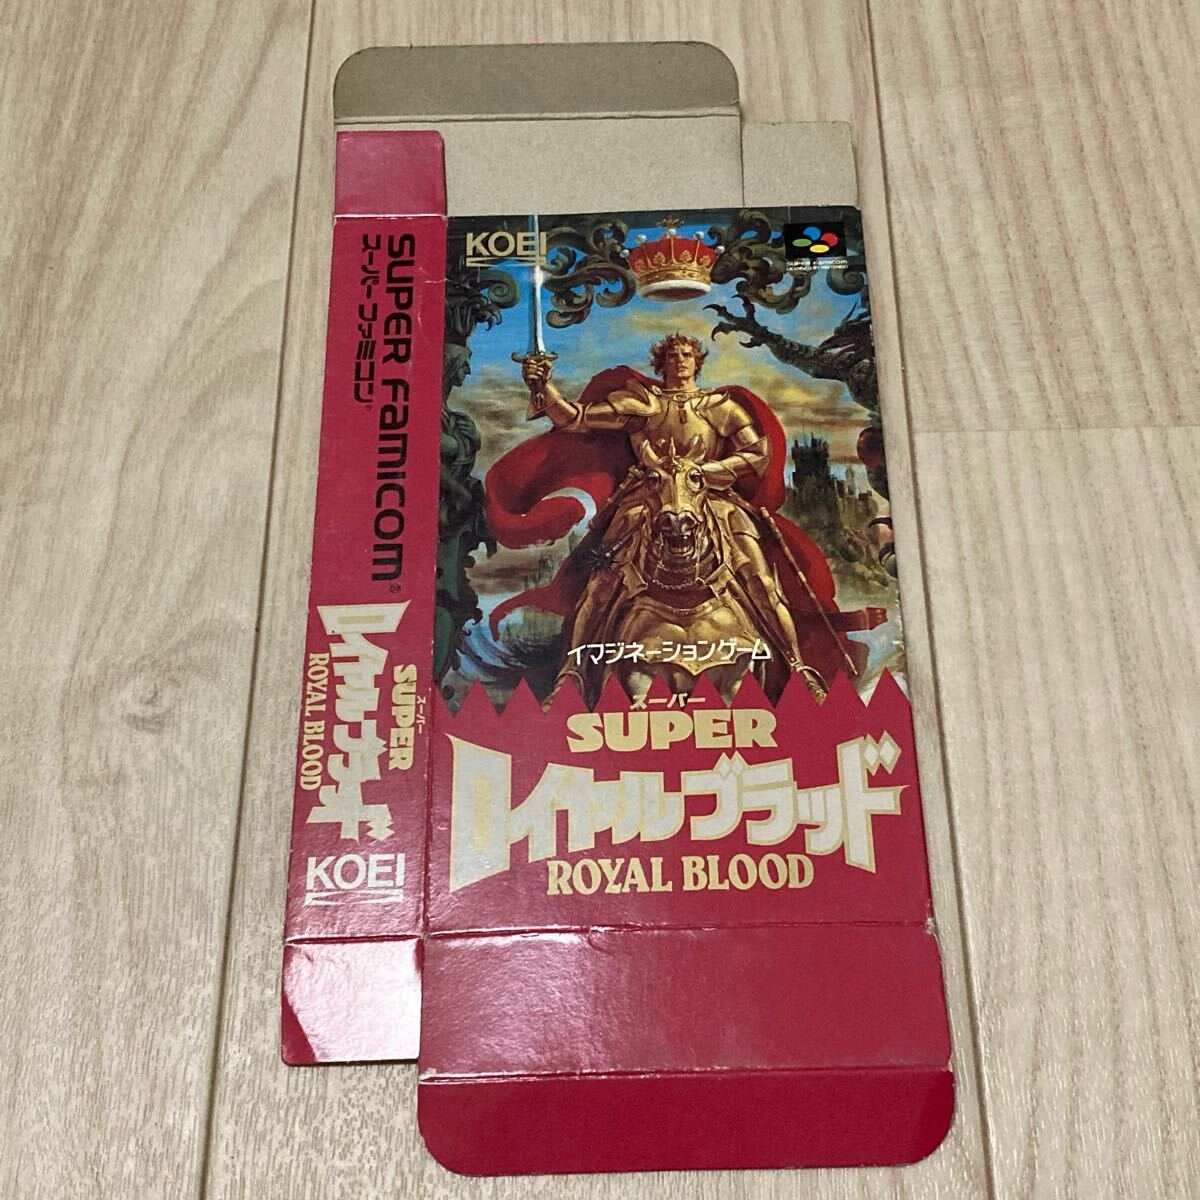 SUPER FAMICOM®
スーパーファミコン®
スーパー
SUPER
ロイヤルブラッド
ROYAL BLOOD
KOEI
KOEI
SUPER FAMICOM
LICENSED BY NINTENDO
イマジネーションゲーム
スーパー
SUPER
ロイヤルブラッド
ROYAL BLOOD